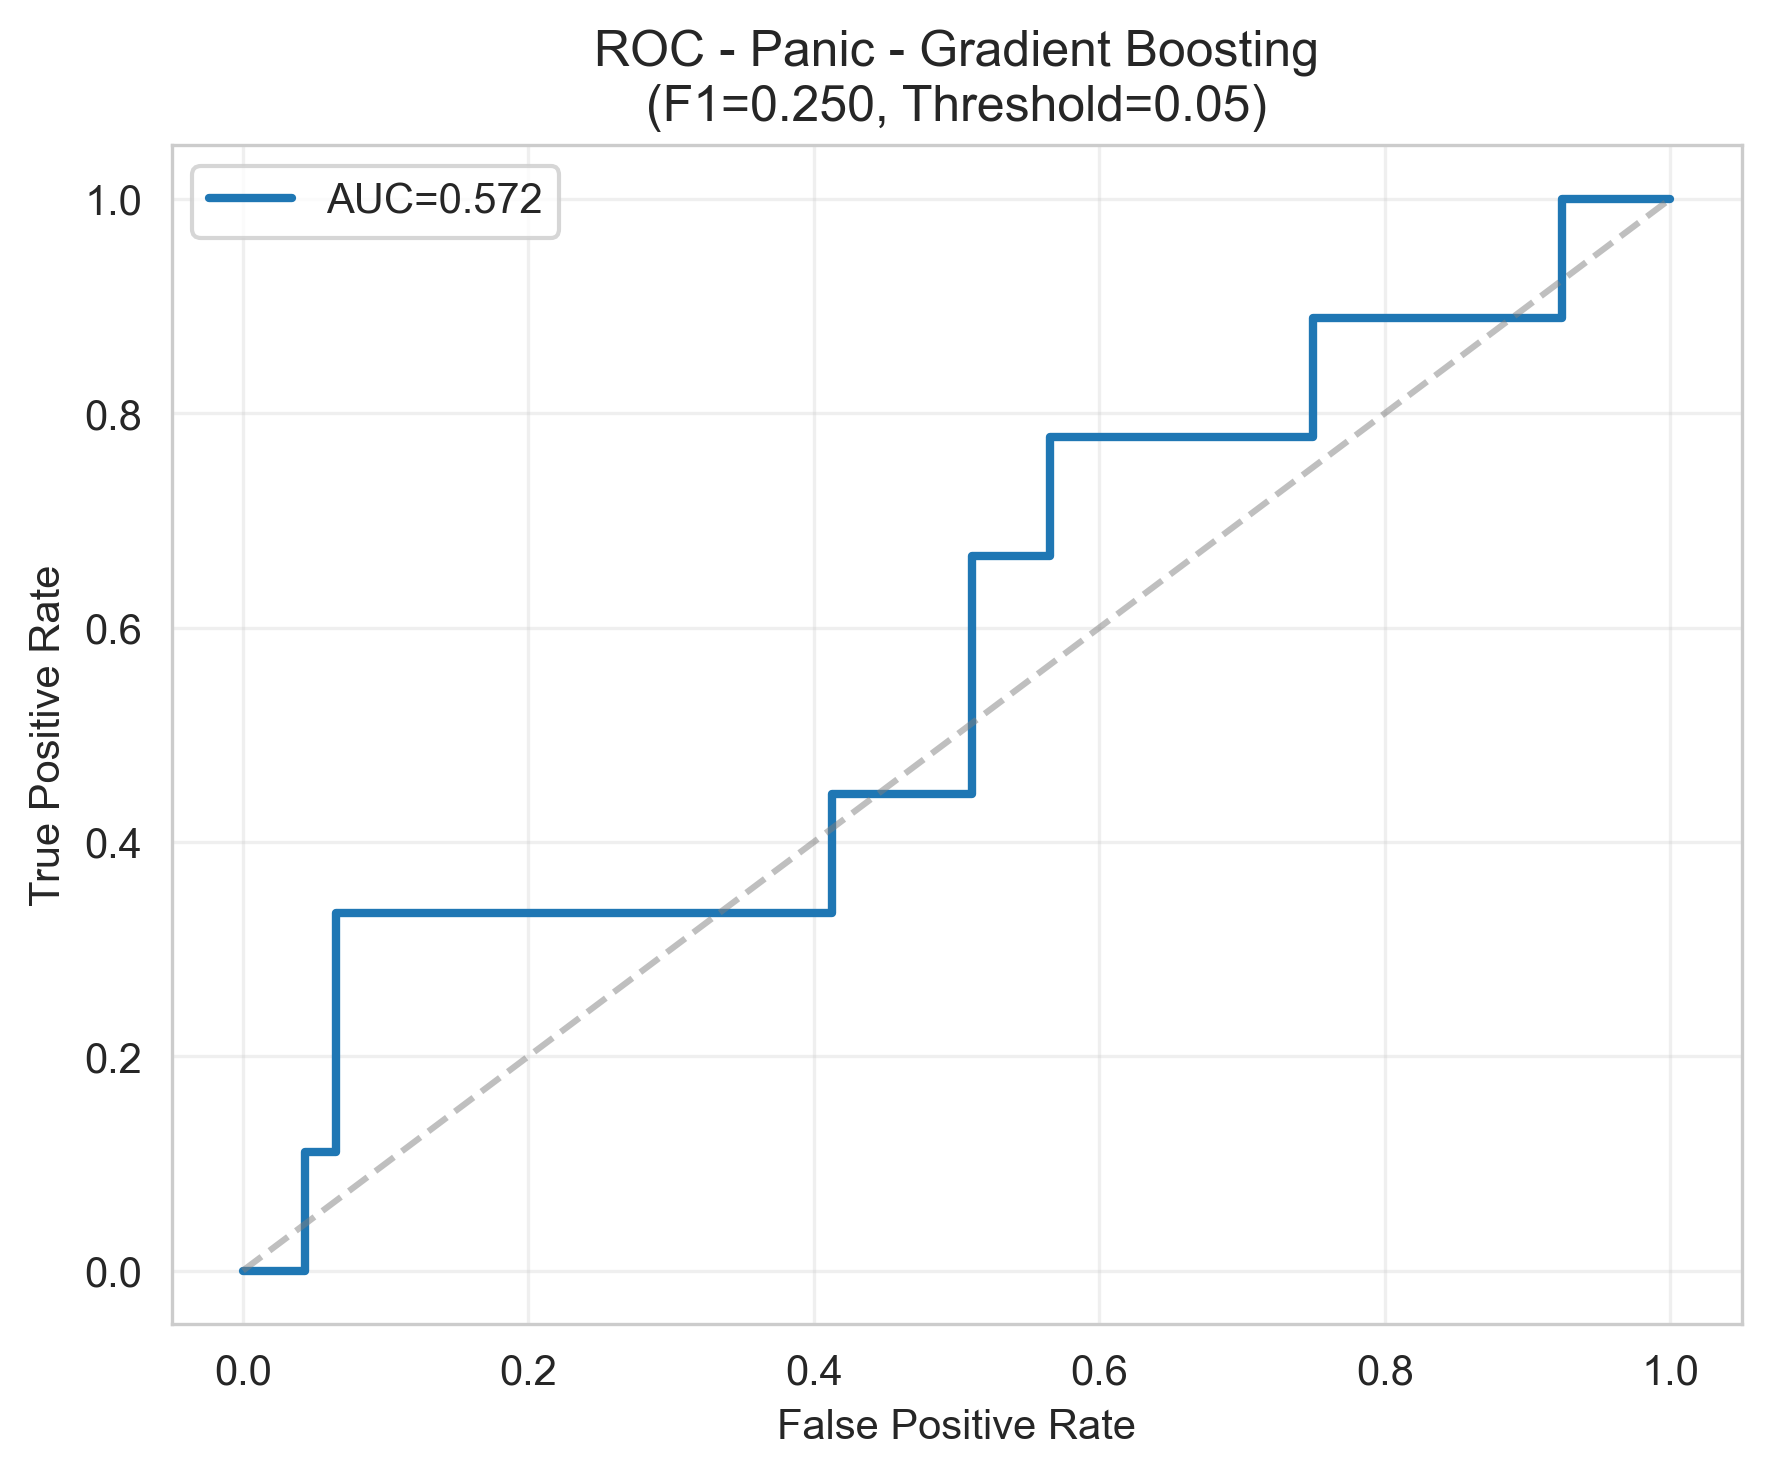 ROC - Panic - Gradient Boosting
(F1=0.250, Threshold=0.05)
AUC=0.572
1.0
0.8
0.6
0.4
0.2
0.0
True Positive Rate
0.0 0.2 0.4 0.6 0.8 1.0
False Positive Rate